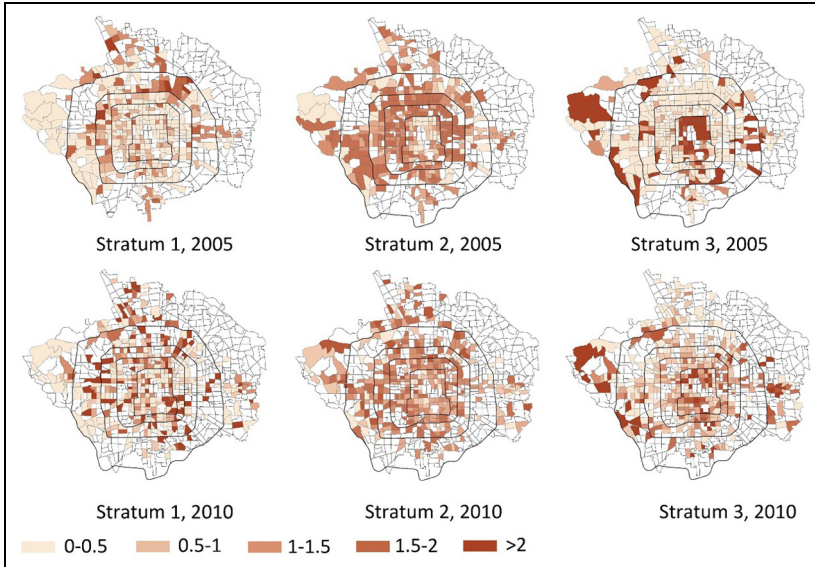 Stratum 1, 2005
Stratum 2, 2005
Stratum 3, 2005
Stratum 1, 2010
Stratum 2, 2010
Stratum 3, 2010
0-0.5
0.5-1
1-1.5
1.5-2
>2